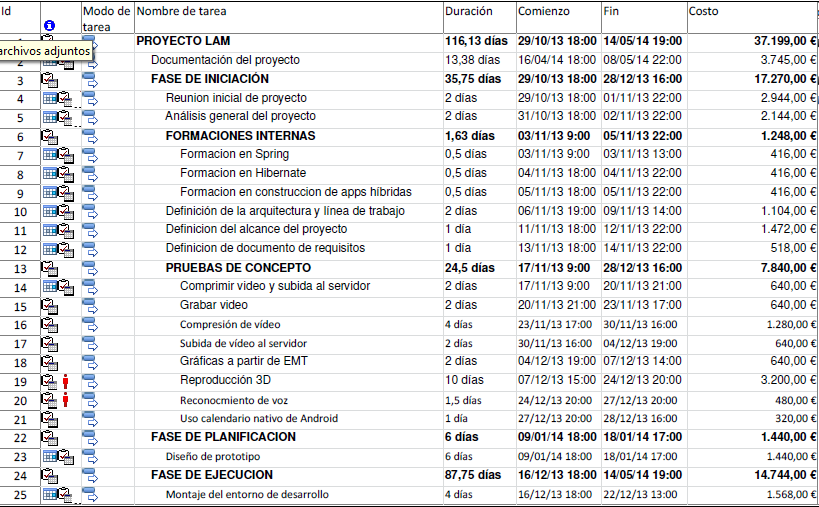 Id Modo de tarea Nombre de tarea Duración Comienzo Fin Costo
1 PROYECTO LAM 116,13 días 29/10/13 18:00 14/05/14 19:00 37.199,00 €
archivos adjuntos
2 Documentación del proyecto 13,38 días 16/04/14 18:00 08/05/14 22:00 3.745,00 €
3 FASE DE INICIACIÓN 35,75 días 29/10/13 18:00 28/12/13 16:00 17.270,00 €
4 Reunion inicial de proyecto 2 días 29/10/13 18:00 01/11/13 22:00 2.944,00 €
5 Análisis general del proyecto 2 días 31/10/13 18:00 02/11/13 22:00 2.144,00 €
6 FORMACIONES INTERNAS 1,63 días 03/11/13 9:00 05/11/13 22:00 1.248,00 €
7 Formacion en Spring 0,5 días 03/11/13 9:00 03/11/13 13:00 416,00 €
8 Formacion en Hibernate 0,5 días 04/11/13 18:00 04/11/13 22:00 416,00 €
9 Formacion en construccion de apps híbridas 0,5 días 05/11/13 18:00 05/11/13 22:00 416,00 €
10 Definición de la arquitectura y línea de trabajo 2 días 06/11/13 19:00 09/11/13 14:00 1.104,00 €
11 Definicion del alcance del proyecto 1 día 11/11/13 18:00 12/11/13 22:00 1.472,00 €
12 Definicion de documento de requisitos 1 día 13/11/13 18:00 14/11/13 22:00 518,00 €
13 PRUEBAS DE CONCEPTO 24,5 días 17/11/13 9:00 28/12/13 16:00 7.840,00 €
14 Comprimir video y subida al servidor 2 días 17/11/13 9:00 20/11/13 21:00 640,00 €
15 Grabar video 2 días 20/11/13 21:00 23/11/13 17:00 640,00 €
16 Compresión de vídeo 4 días 23/11/13 17:00 30/11/13 16:00 1.280,00 €
17 Subida de vídeo al servidor 2 días 30/11/13 16:00 04/12/13 19:00 640,00 €
18 Gráficas a partir de EMT 2 días 04/12/13 19:00 07/12/13 14:00 640,00 €
19 Reproducción 3D 10 días 07/12/13 15:00 24/12/13 20:00 3.200,00 €
20 Reconocmiento de voz 1,5 días 24/12/13 20:00 27/12/13 20:00 480,00 €
21 Uso calendario nativo de Android 1 día 27/12/13 20:00 28/12/13 16:00 320,00 €
22 FASE DE PLANIFICACION 6 días 09/01/14 18:00 18/01/14 17:00 1.440,00 €
23 Diseño de prototipo 6 días 09/01/14 18:00 18/01/14 17:00 1.440,00 €
24 FASE DE EJECUCION 87,75 días 16/12/13 18:00 14/05/14 19:00 14.744,00 €
25 Montaje del entorno de desarrollo 4 días 16/12/13 18:00 22/12/13 13:00 1.568,00 €